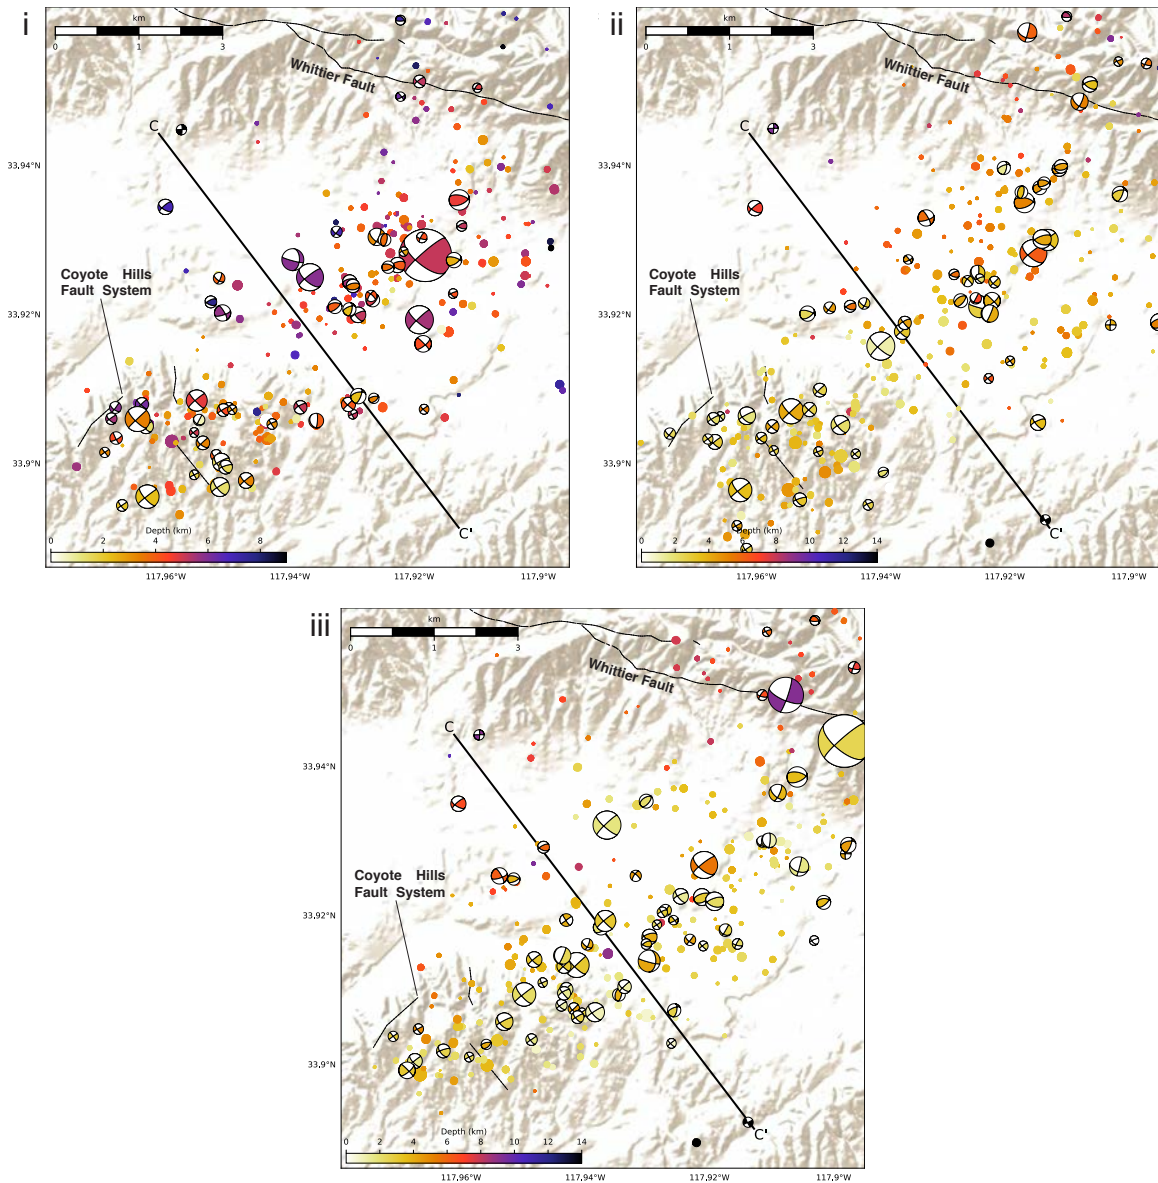 i
km
0 1 3
Whittier Fault
C
33,94°N
Coyote Hills
Fault System
33,92°N
33,9°N
C'
Depth (km)
0 2 4 6 8
117,96°W 117,94°W 117,92°W 117,9°W
ii
km
0 1 3
Whittier Fault
C
33,94°N
Coyote Hills
Fault System
33,92°N
33,9°N
C'
Depth (km)
0 2 4 6 8 10 12 14
117,96°W 117,94°W 117,92°W 117,9°W
iii
km
0 1 3
Whittier Fault
C
33,94°N
Coyote Hills
Fault System
33,92°N
33,9°N
C'
Depth (km)
0 2 4 6 8 10 12 14
117,96°W 117,94°W 117,92°W 117,9°W